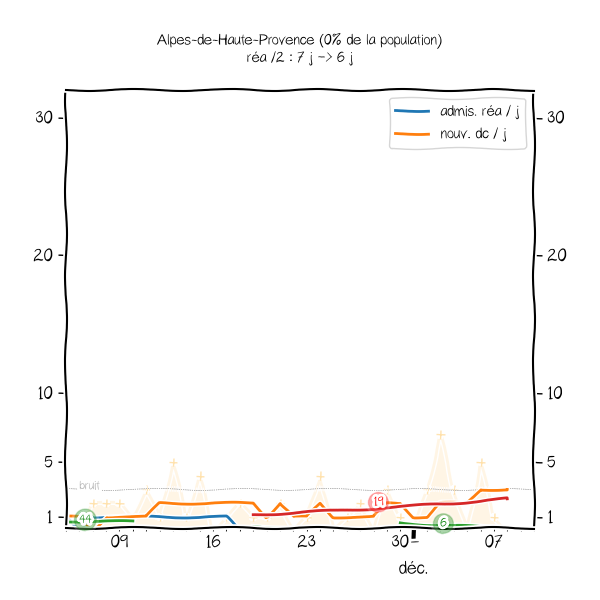 Alpes-de-Haute-Provence (0% de la population)
réa /2 : 7 j -> 6 j
admis. réa / j
nouv. dc / j
30 30
20 20
10 10
5 5
bruit
1 1
44
19
6
09 16 23 30 07
déc.